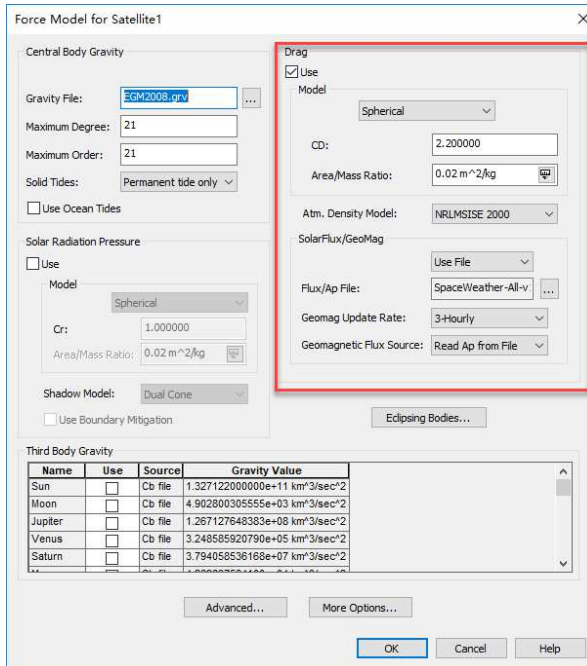 Force Model for Satellite1
Central Body Gravity
Gravity File: EGM2008.grv ...
Maximum Degree: 21
Maximum Order: 21
Solid Tides: Permanent tide only
Use Ocean Tides
Solar Radiation Pressure
Use
Model
Spherical
Cr: 1.000000
Area/Mass Ratio: 0.02 m^2/kg
Shadow Model: Dual Cone
Use Boundary Mitigation
Drag
Use
Model
Spherical
CD: 2.200000
Area/Mass Ratio: 0.02 m^2/kg
Atm. Density Model: NRLMSISE 2000
SolarFlux/GeoMag
Use File
Flux/Ap File: SpaceWeather-All-v ...
Geomag Update Rate: 3-Hourly
Geomagnetic Flux Source: Read Ap from File
Eclipsing Bodies...
Third Body Gravity
Name Use Source Gravity Value
Sun Cb file 1.327122000000e+11 km^3/sec^2
Moon Cb file 4.902800305555e+03 km^3/sec^2
Jupiter Cb file 1.267127648383e+08 km^3/sec^2
Venus Cb file 3.248585920790e+05 km^3/sec^2
Saturn Cb file 3.794058536168e+07 km^3/sec^2
Advanced... More Options...
OK Cancel Help